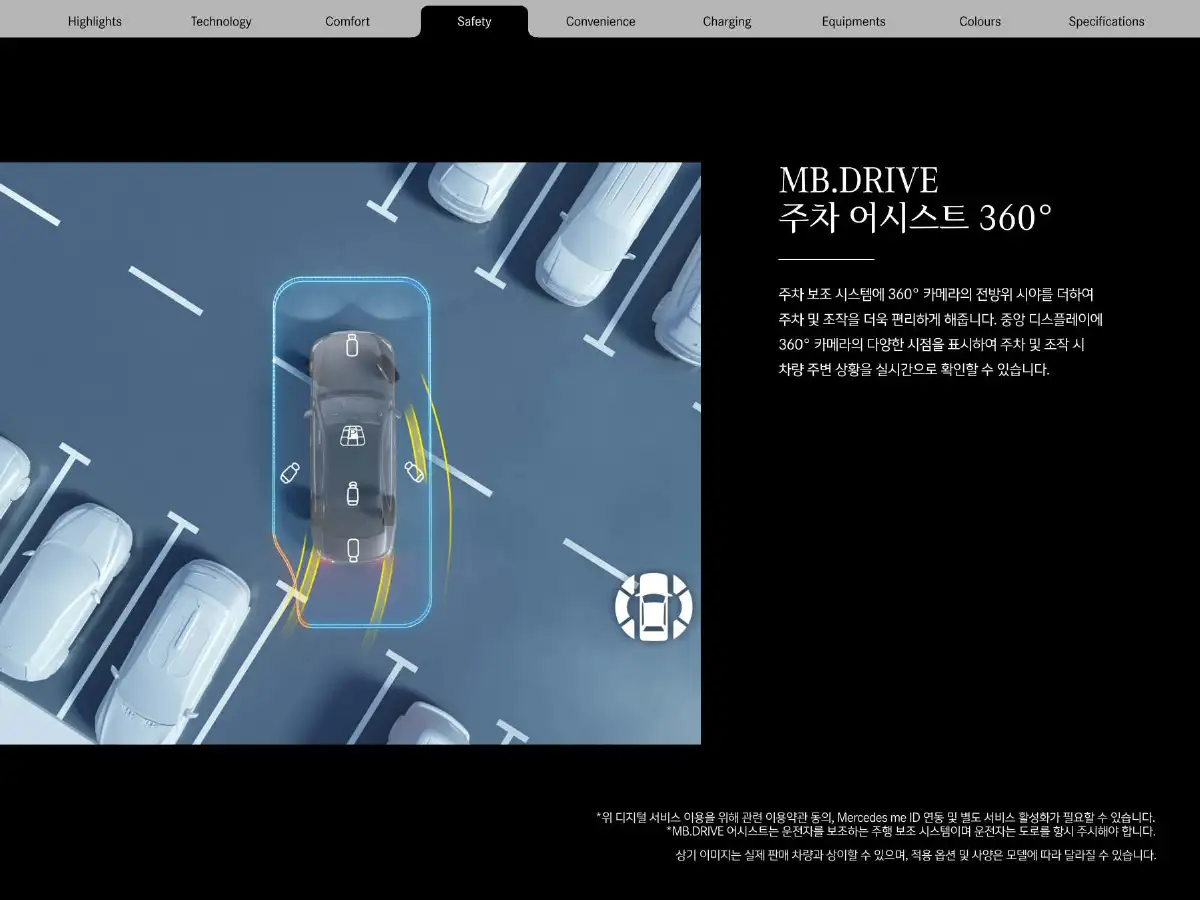 Highlights
Technology
Comfort
Safety
Convenience
Charging
Equipments
Colours
Specifications
MB.DRIVE
주차 어시스트 360°
주차 보조 시스템에 360° 카메라의 전방위 시야를 더하여
주차 및 조작을 더욱 편리하게 해줍니다. 중앙 디스플레이에
360° 카메라의 다양한 시점을 표시하여 주차 및 조작 시
차량 주변 상황을 실시간으로 확인할 수 있습니다.
*위 디지털 서비스 이용을 위해 관련 이용약관 동의, Mercedes me ID 연동 및 별도 서비스 활성화가 필요할 수 있습니다.
*MB.DRIVE 어시스트는 운전자를 보조하는 주행 보조 시스템이며 운전자는 도로를 항시 주시해야 합니다.
상기 이미지는 실제 판매 차량과 상이할 수 있으며, 적용 옵션 및 사양은 모델에 따라 달라질 수 있습니다.